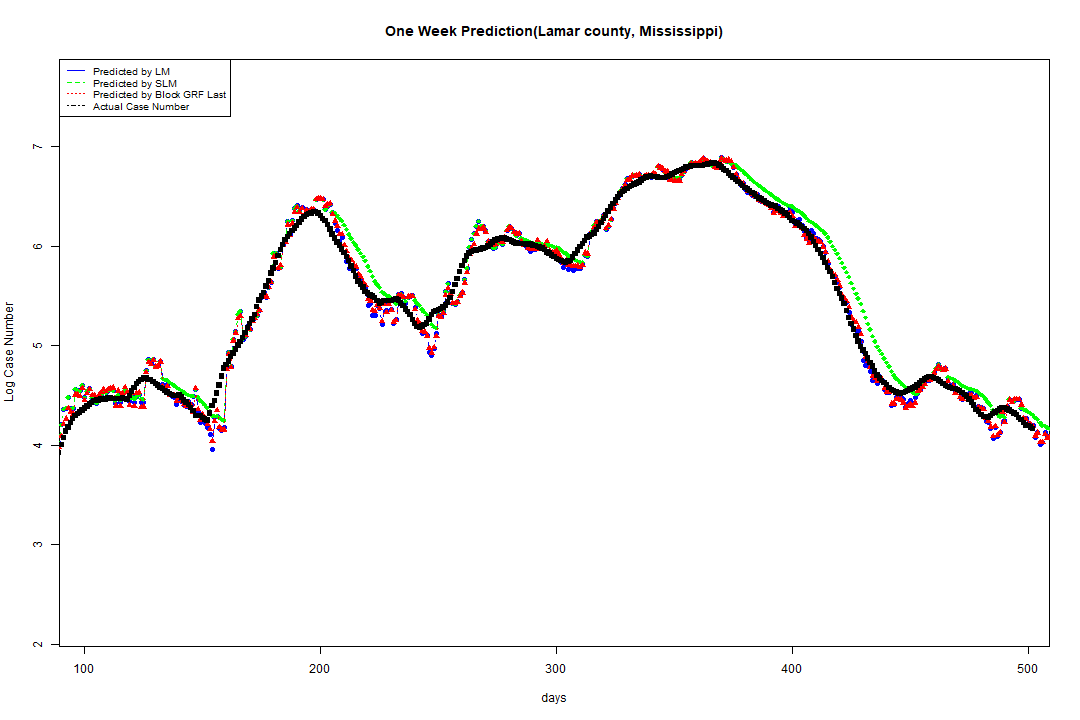 One Week Prediction(Lamar county, Mississippi)
Predicted by LM
Predicted by SLM
Predicted by Block GRF Last
Actual Case Number
Log Case Number
7
6
5
4
3
2
100 200 300 400 500
days